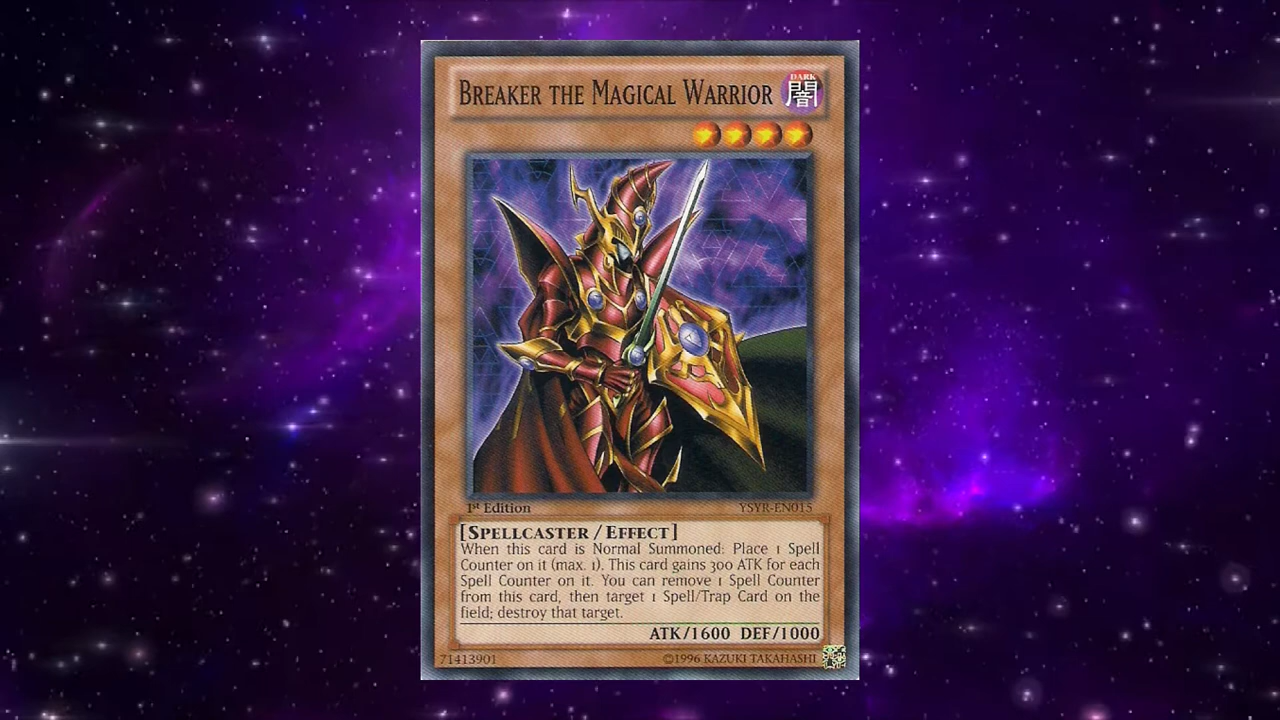 BREAKER THE MAGICAL WARRIOR
DARK
闇
1st Edition
YSYR-EN015
[SPELLCASTER/EFFECT]
When this card is Normal Summoned: Place 1 Spell
Counter on it (max. 1). This card gains 300 ATK for each
Spell Counter on it. You can remove 1 Spell Counter
from this card, then target 1 Spell/Trap Card on the
field; destroy that target.
ATK/1600 DEF/1000
71413901
©1996 KAZUKI TAKAHASHI